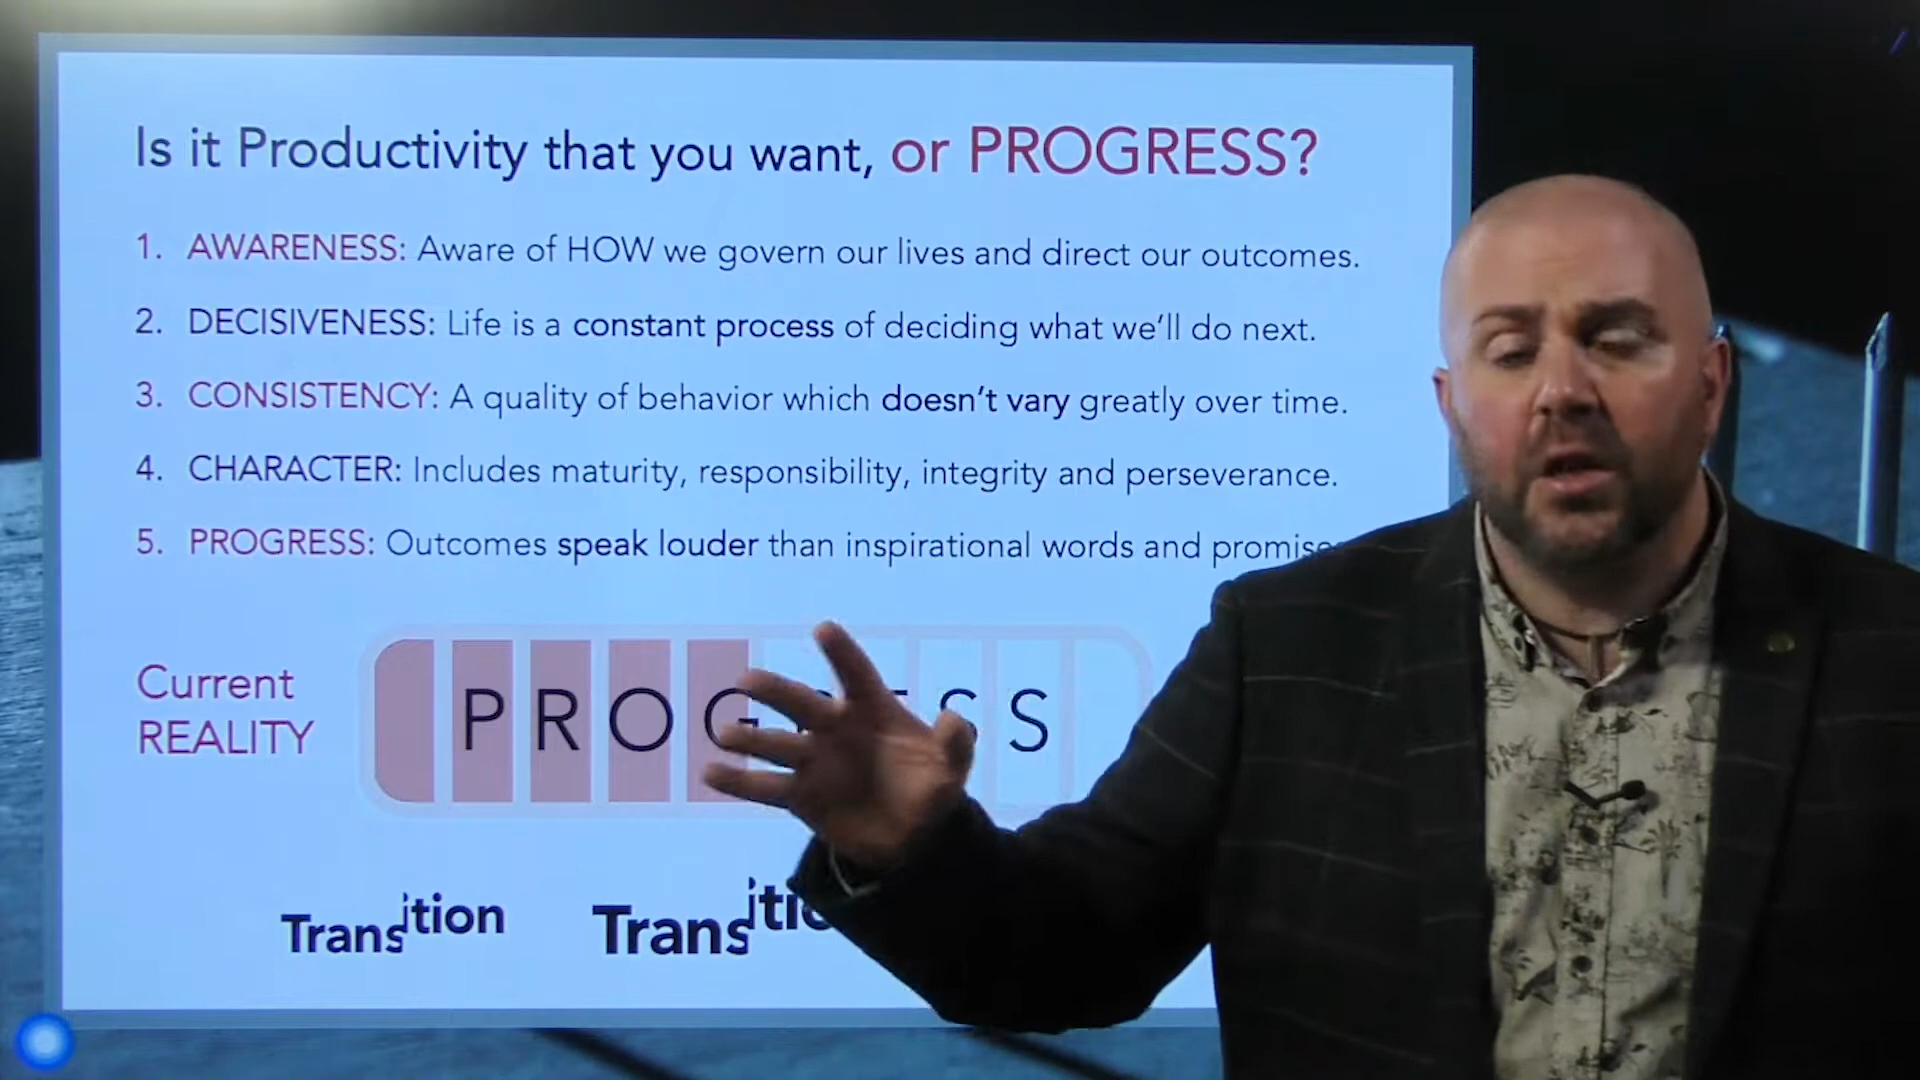 Is it Productivity that you want, or PROGRESS?
1. AWARENESS: Aware of HOW we govern our lives and direct our outcomes.
2. DECISIVENESS: Life is a constant process of deciding what we'll do next.
3. CONSISTENCY: A quality of behavior which doesn't vary greatly over time.
4. CHARACTER: Includes maturity, responsibility, integrity and perseverance.
5. PROGRESS: Outcomes speak louder than inspirational words and promises
Current
REALITY
PROGRESS
Transition Transition